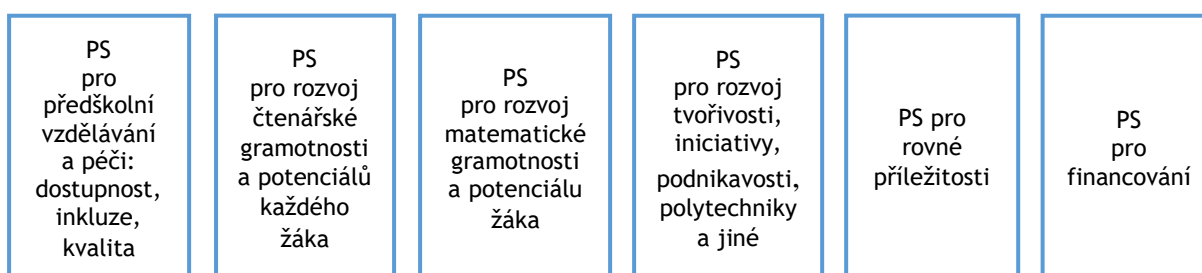 PS
pro
předškolní
vzdělávání
a péči:
dostupnost,
inkluze,
kvalita
PS
pro rozvoj
čtenářské
gramotnosti
a potenciálů
každého
žáka
PS
pro rozvoj
matematické
gramotnosti
a potenciálu
žáka
PS
pro rozvoj
tvořivosti,
iniciativy,
podnikavosti,
polytechniky
a jiné
PS pro
rovné
příležitosti
PS
pro
financování